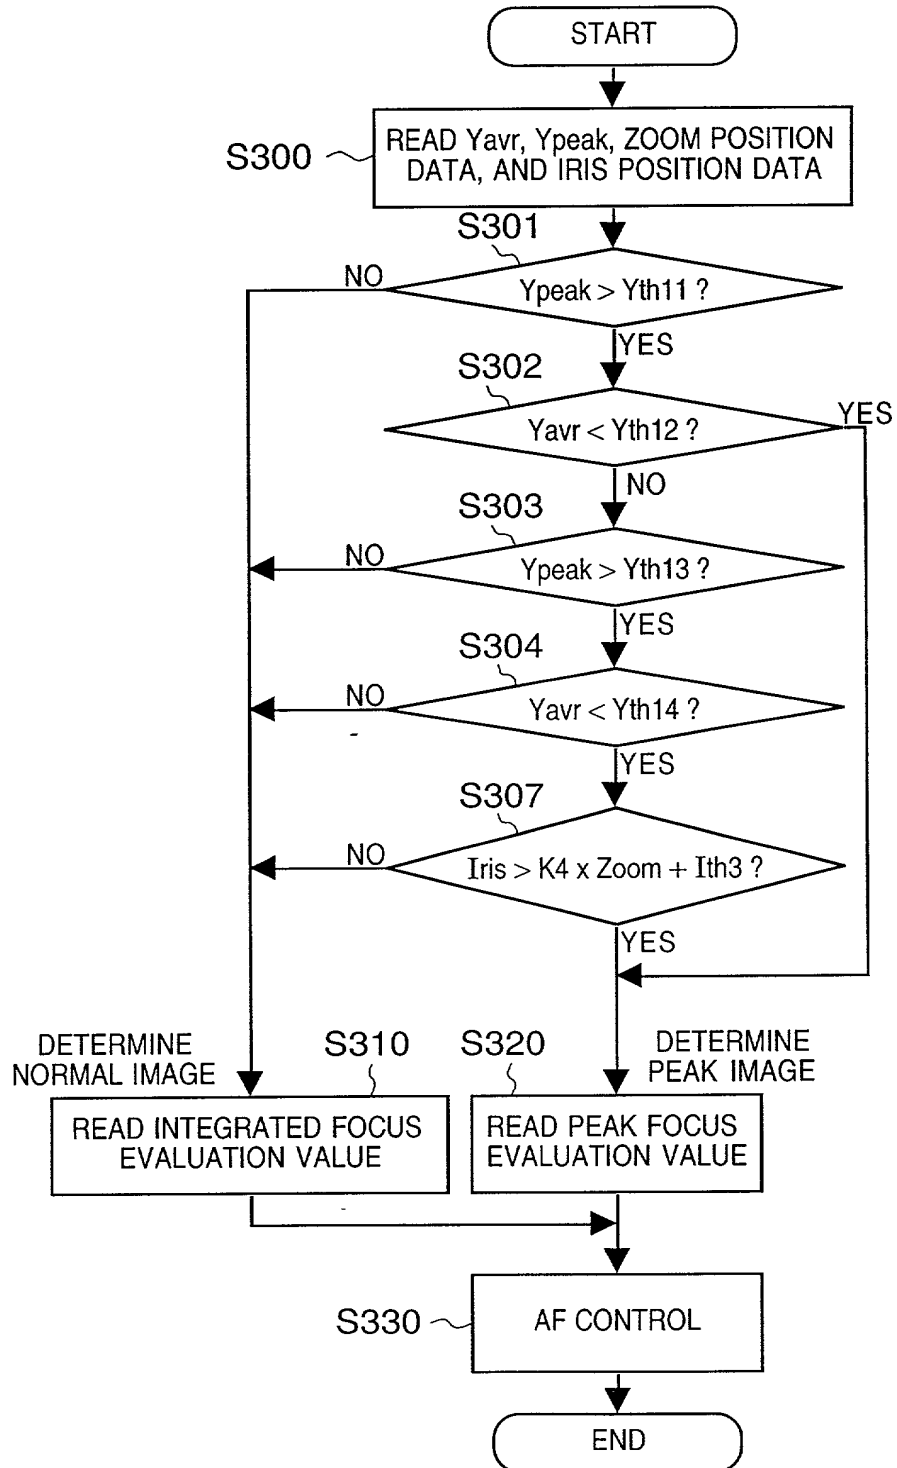 START
S300
READ Yavr, Ypeak, ZOOM POSITION
DATA, AND IRIS POSITION DATA
S301
NO
Ypeak > Yth11 ?
YES
S302
YES
Yavr < Yth12 ?
NO
S303
NO
Ypeak > Yth13 ?
YES
S304
NO
Yavr < Yth14 ?
YES
S307
NO
Iris > K4 x Zoom + Ith3 ?
YES
DETERMINE
NORMAL IMAGE
S310
S320
DETERMINE
PEAK IMAGE
READ INTEGRATED FOCUS
EVALUATION VALUE
READ PEAK FOCUS
EVALUATION VALUE
S330
AF CONTROL
END